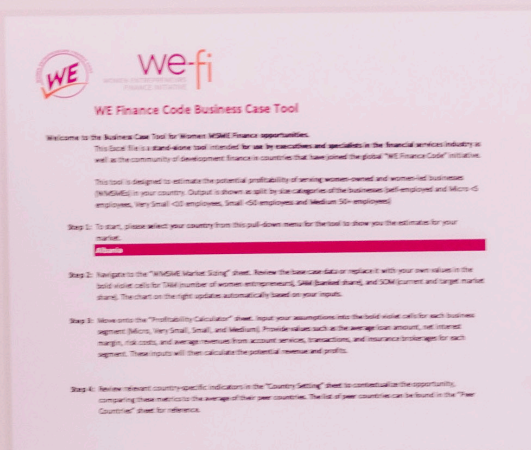 WE
we-fi
WOMEN ENTREPRENEURS
FINANCE INITIATIVE
WE Finance Code Business Case Tool
Welcome to the Business Case Tool for Women MSME Finance opportunities.
This Excel file is a stand-alone tool intended for use by executives and specialists in the financial services industry as
well as the community of development finance in countries that have joined the global "WE Finance Code" initiative.
This tool is designed to estimate the potential profitability of serving women-owned and women-led businesses
(WMSMEs) in your country. Output is shown as split by size categories of the businesses (self-employed and Micro <5
employees, Very Small <10 employees, Small <50 employees and Medium 50+ employees)
Step 1: To start, please select your country from this pull-down menu for the tool to show you the estimates for your
market.
Albania
Step 2: Navigate to the "WMSME Market Sizing" sheet. Review the base case data or replace it with your own values in the
bold violet cells for TAM (number of women entrepreneurs), SAM (banked share), and SOM (current and target market
share). The chart on the right updates automatically based on your inputs.
Step 3: Move onto the "Profitability Calculator" sheet. Input your assumptions into the bold violet cells for each business
segment (Micro, Very Small, Small, and Medium). Provide values such as the average loan amount, net interest
margin, risk costs, and average revenues from account services, transactions, and insurance brokerages for each
segment. These inputs will then calculate the potential revenue and profits.
Step 4: Review relevant country-specific indicators in the "Country Setting" sheet to contextualize the opportunity,
comparing these metrics to the average of their peer countries. The list of peer countries can be found in the "Peer
Countries" sheet for reference.